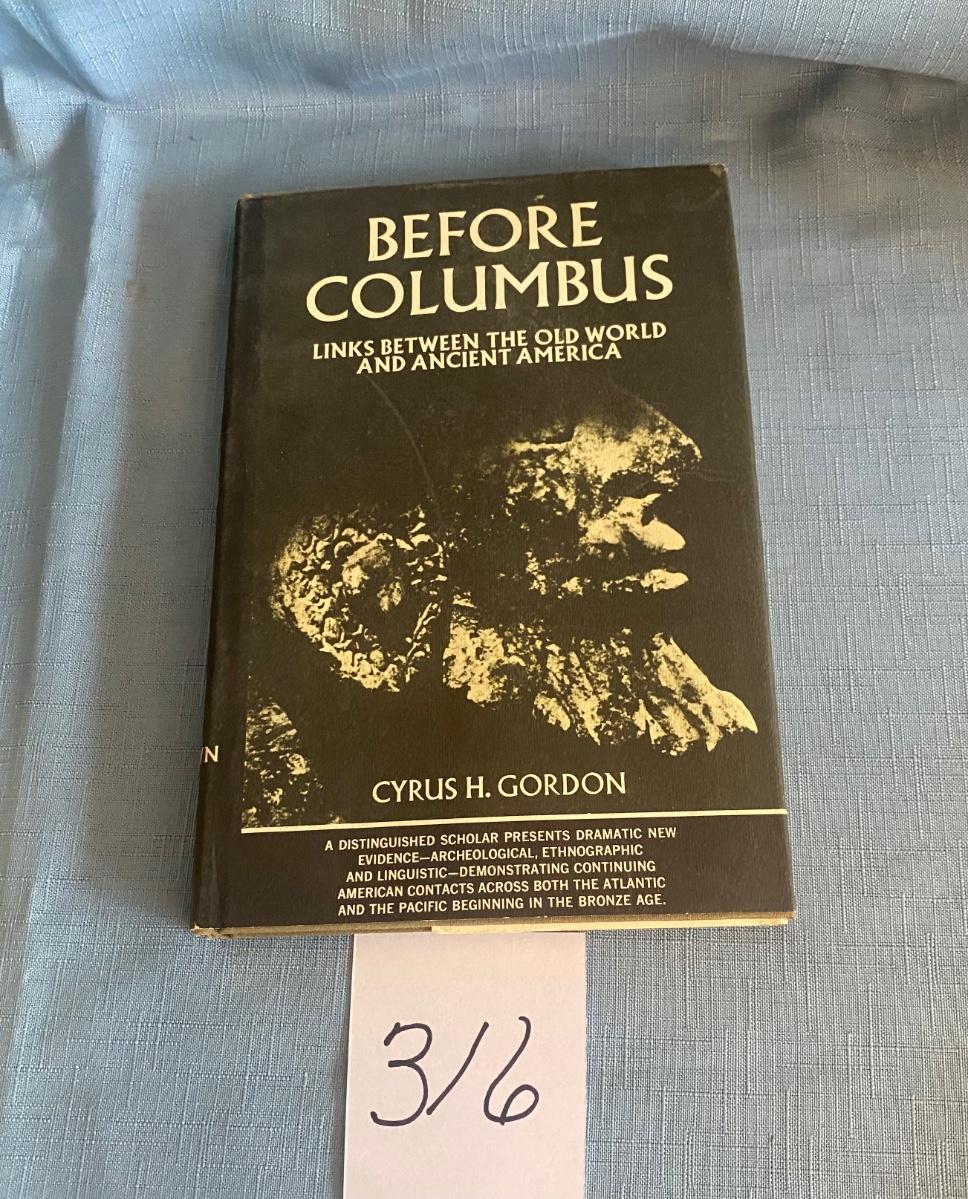 BEFORE
COLUMBUS
LINKS BETWEEN THE OLD WORLD
AND ANCIENT AMERICA
CYRUS H. GORDON
A DISTINGUISHED SCHOLAR PRESENTS DRAMATIC NEW
EVIDENCE—ARCHEOLOGICAL, ETHNOGRAPHIC
AND LINGUISTIC—DEMONSTRATING CONTINUING
AMERICAN CONTACTS ACROSS BOTH THE ATLANTIC
AND THE PACIFIC BEGINNING IN THE BRONZE AGE.
316